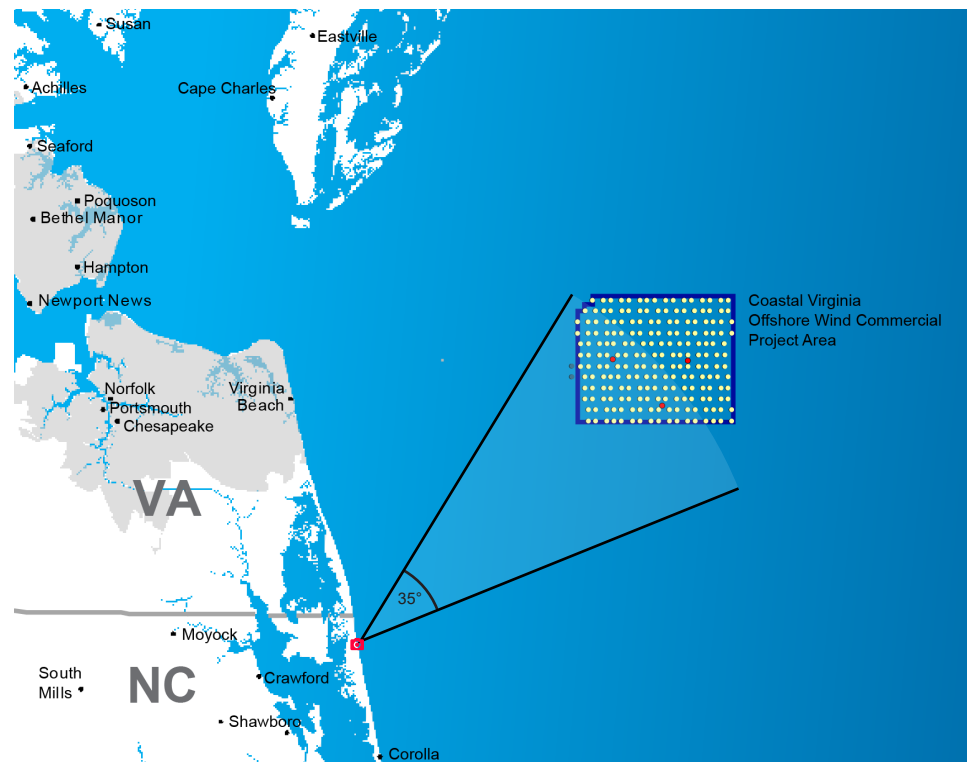 Susan
Eastville
Achilles
Cape Charles
Seaford
Poquoson
Bethel Manor
Hampton
Newport News
Coastal Virginia
Offshore Wind Commercial
Project Area
Norfolk
Portsmouth
Chesapeake
Virginia
Beach
VA
35°
Moyock
South
Mills
NC
Crawford
Shawboro
Corolla